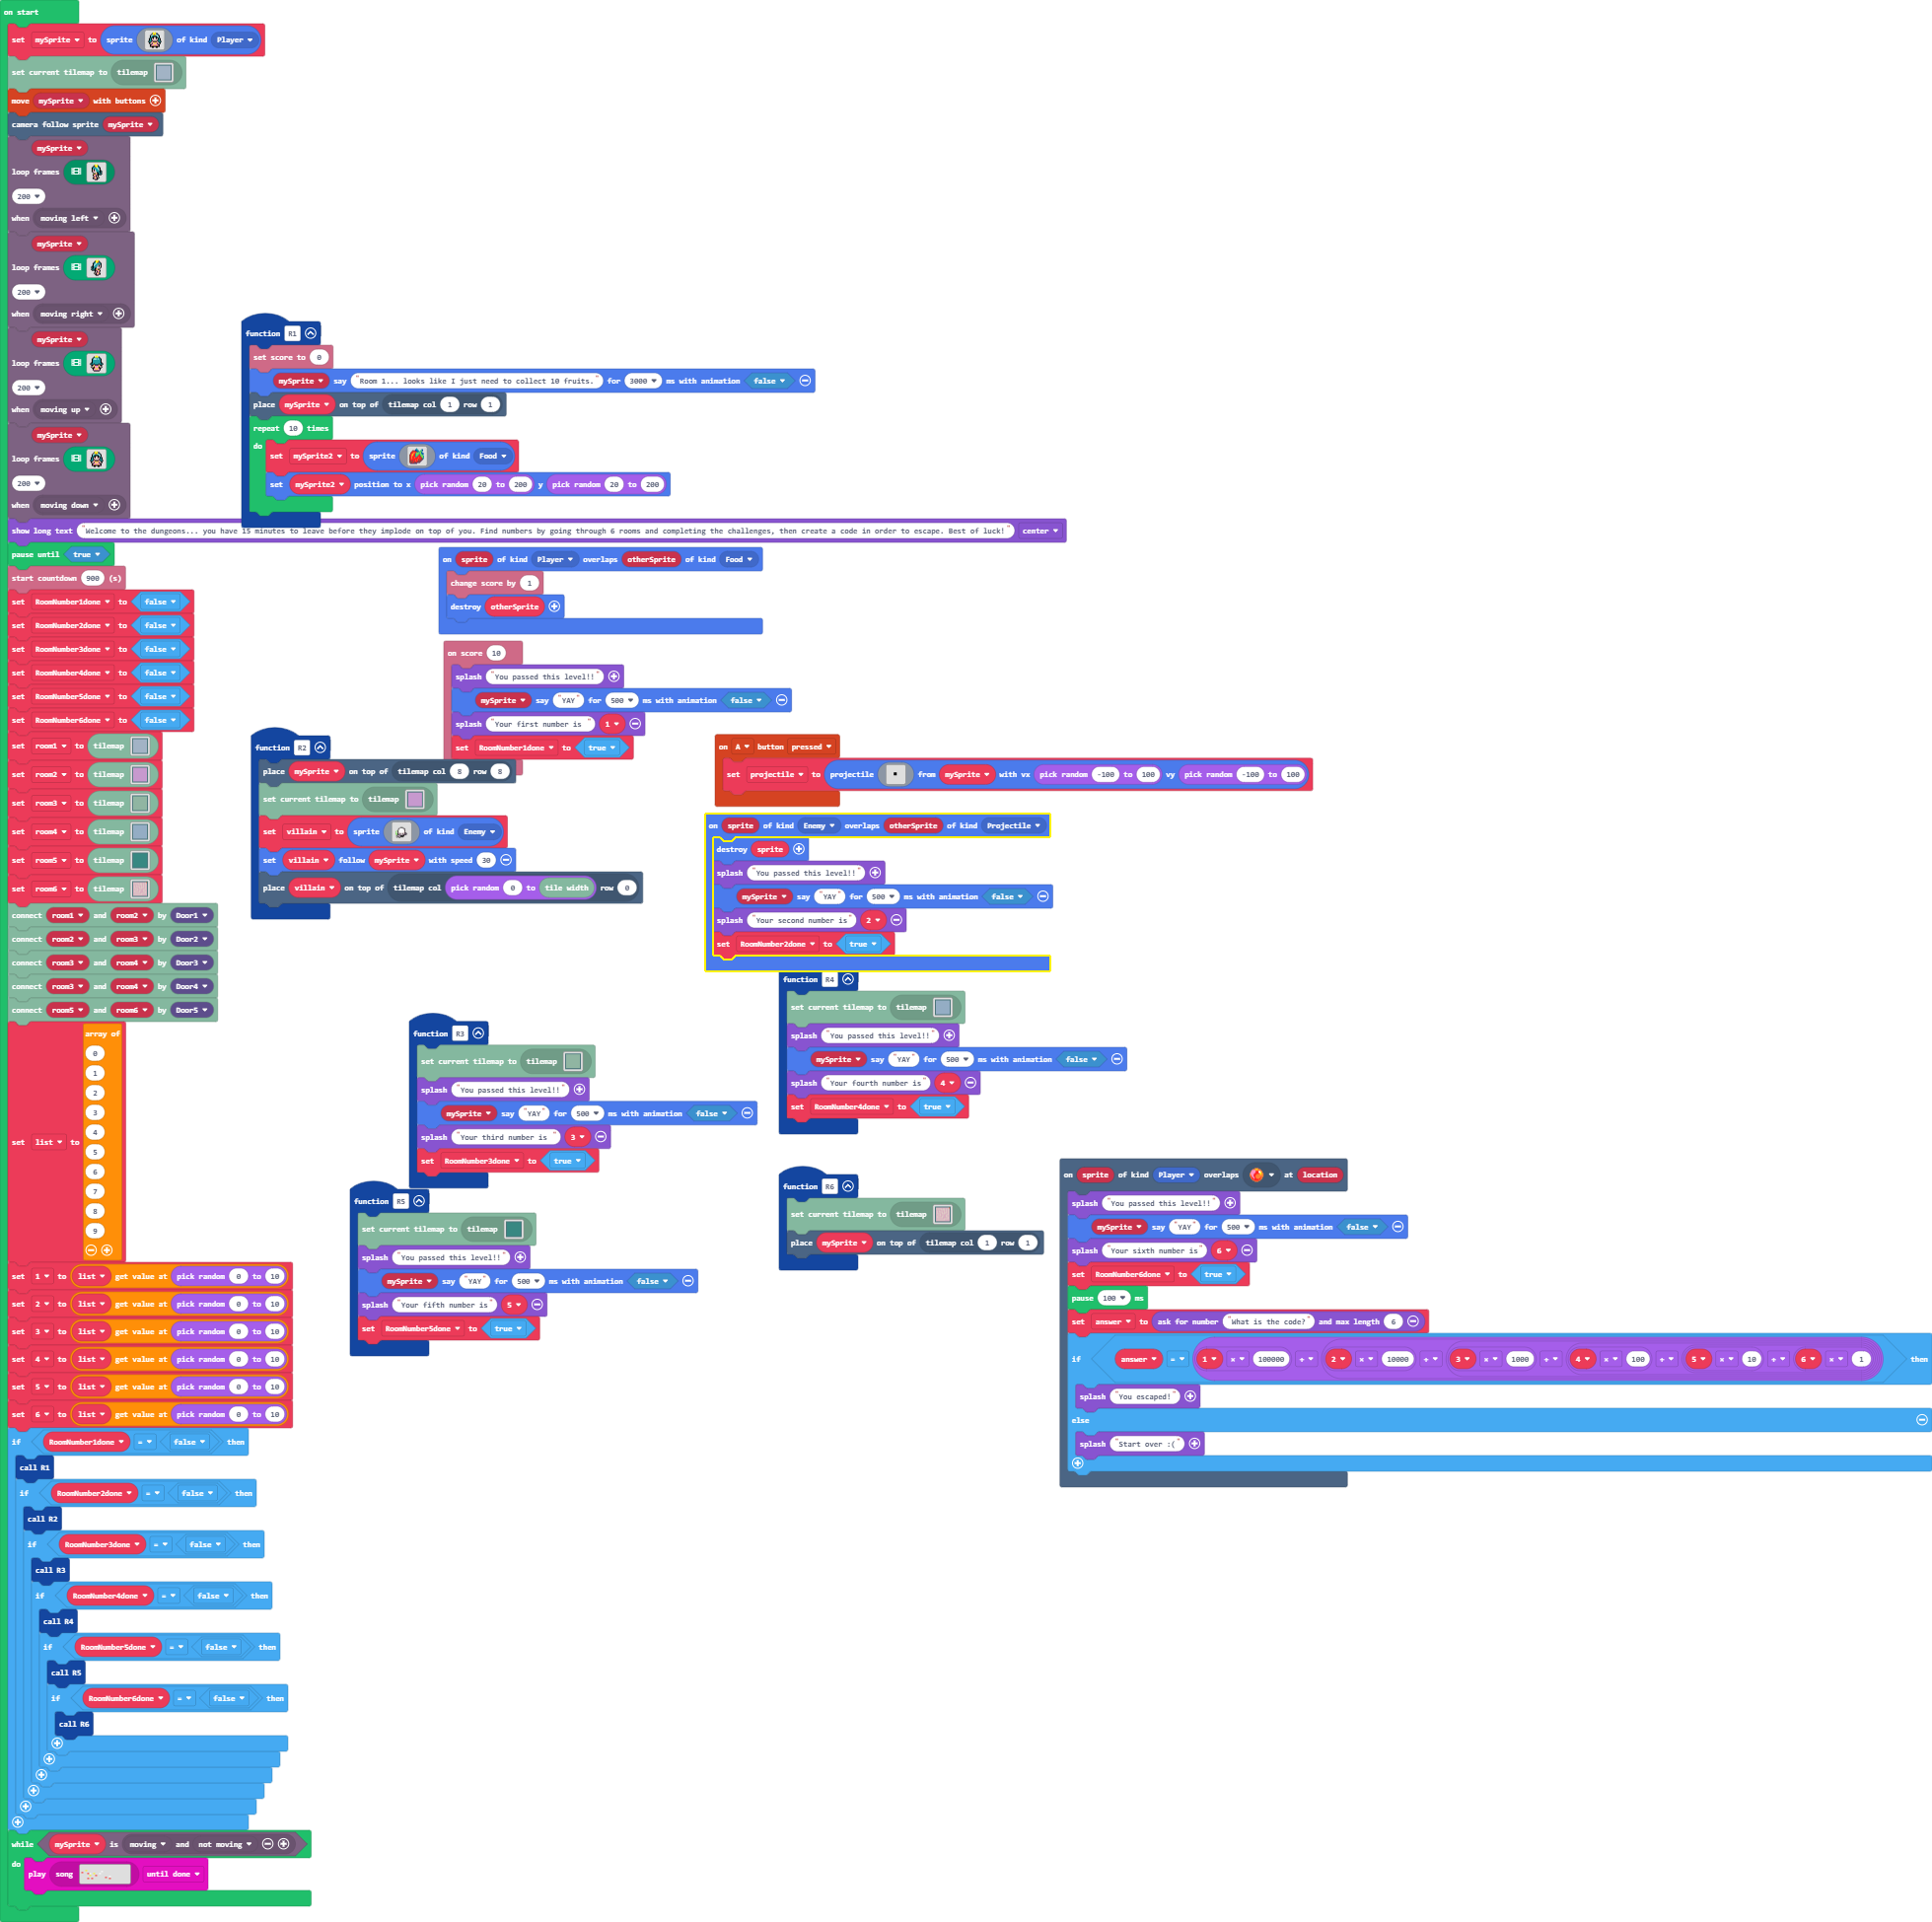 on start
set mySprite to sprite of kind Player
set current tilemap to tilemap
move mySprite with buttons
camera follow sprite mySprite
mySprite
loop frames
200
when moving left
mySprite
loop frames
200
when moving right
mySprite
loop frames
200
when moving up
mySprite
loop frames
200
when moving down
show long text "Welcome to the dungeons... you have 15 minutes to leave before they implode on top of you. Find numbers by going through 6 rooms and completing the challenges, then create a code in order to escape. Best of luck!" center
pause until true
start countdown 900 (s)
set RoomNumber1done to false
set RoomNumber2done to false
set RoomNumber3done to false
set RoomNumber4done to false
set RoomNumber5done to false
set RoomNumber6done to false
set room1 to tilemap
set room2 to tilemap
set room3 to tilemap
set room4 to tilemap
set room5 to tilemap
set room6 to tilemap
connect room1 and room2 by Door1
connect room2 and room3 by Door2
connect room3 and room4 by Door3
connect room3 and room4 by Door4
connect room5 and room6 by Door5
set list to array of
0
1
2
3
4
5
6
7
8
9
set 1 to list get value at pick random 0 to 10
set 2 to list get value at pick random 0 to 10
set 3 to list get value at pick random 0 to 10
set 4 to list get value at pick random 0 to 10
set 5 to list get value at pick random 0 to 10
set 6 to list get value at pick random 0 to 10
if RoomNumber1done = false then
call R1
if RoomNumber2done = false then
call R2
if RoomNumber3done = false then
call R3
if RoomNumber4done = false then
call R4
if RoomNumber5done = false then
call R5
if RoomNumber6done = false then
call R6
while mySprite is moving and not moving
do
play song until done
function R1
set score to 0
mySprite say "Room 1... looks like I just need to collect 10 fruits." for 3000 ms with animation false
place mySprite on top of tilemap col 1 row 1
repeat 10 times
do
set mySprite2 to sprite of kind Food
set mySprite2 position to x pick random 20 to 200 y pick random 20 to 200
on sprite of kind Player overlaps otherSprite of kind Food
change score by 1
destroy otherSprite
on score 10
splash "You passed this level!!"
mySprite say "YAY" for 500 ms with animation false
splash "Your first number is " 1
set RoomNumber1done to true
function R2
place mySprite on top of tilemap col 8 row 8
set current tilemap to tilemap
set villain to sprite of kind Enemy
set villain follow mySprite with speed 30
place villain on top of tilemap col pick random 0 to tile width row 0
on A button pressed
set projectile to projectile from mySprite with vx pick random -100 to 100 vy pick random -100 to 100
on sprite of kind Enemy overlaps otherSprite of kind Projectile
destroy sprite
splash "You passed this level!!"
mySprite say "YAY" for 500 ms with animation false
splash "Your second number is" 2
set RoomNumber2done to true
function R3
set current tilemap to tilemap
splash "You passed this level!!"
mySprite say "YAY" for 500 ms with animation false
splash "Your third number is " 3
set RoomNumber3done to true
function R4
set current tilemap to tilemap
splash "You passed this level!!"
mySprite say "YAY" for 500 ms with animation false
splash "Your fourth number is" 4
set RoomNumber4done to true
function R5
set current tilemap to tilemap
splash "You passed this level!!"
mySprite say "YAY" for 500 ms with animation false
splash "Your fifth number is" 5
set RoomNumber5done to true
function R6
set current tilemap to tilemap
place mySprite on top of tilemap col 1 row 1
on sprite of kind Player overlaps at location
splash "You passed this level!!"
mySprite say "YAY" for 500 ms with animation false
splash "Your sixth number is" 6
set RoomNumber6done to true
pause 100 ms
set answer to ask for number "What is the code?" and max length 6
if answer = 1 × 100000 + 2 × 10000 + 3 × 1000 + 4 × 100 + 5 × 10 + 6 × 1 then
splash "You escaped!"
else
splash "Start over :("